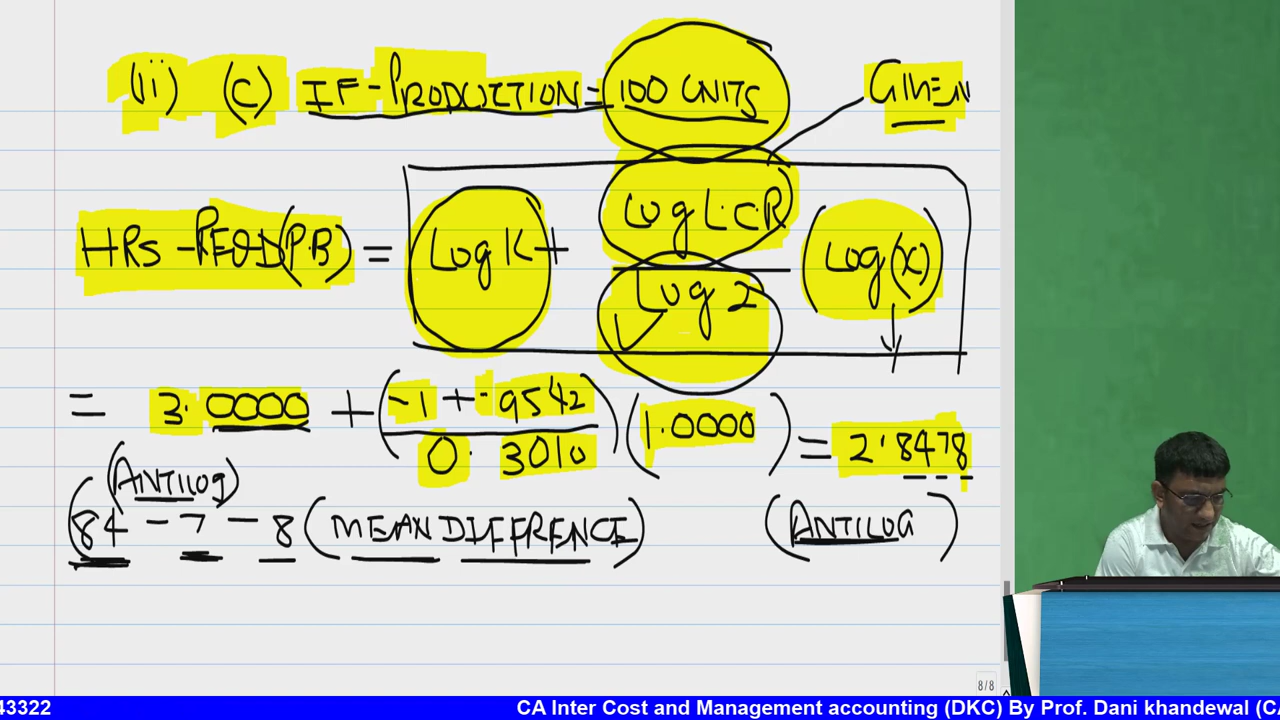 (ii) (C) IF-PRODUCTION = 100 UNITS GIVEN
HRS-REQD(P.B) = Log K + Log L.C.R / Log 2 (Log(x))
= 3.0000 + (-1 + .9542 / 0.3010) (1.0000) = 2.8478
(ANTILOG)
(84 - 7 - 8 (MEAN DIFFERENCE) (ANTILOG)
8/8
43322 CA Inter Cost and Management accounting (DKC) By Prof. Dani khandewal (CA